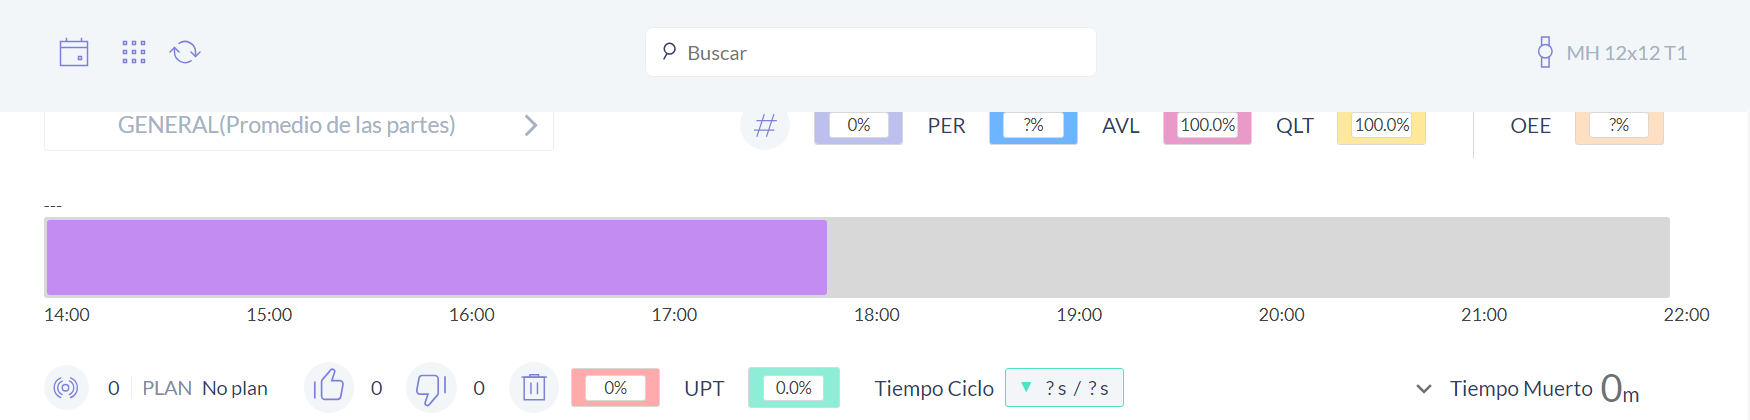 Buscar
MH 12x12 T1
GENERAL(Promedio de las partes)
# 0% PER ?% AVL 100.0% QLT 100.0% OEE ?%
---
14:00 15:00 16:00 17:00 18:00 19:00 20:00 21:00 22:00
0 PLAN No plan 0 0 0% UPT 0.0% Tiempo Ciclo ▼ ? s / ? s Tiempo Muerto 0m